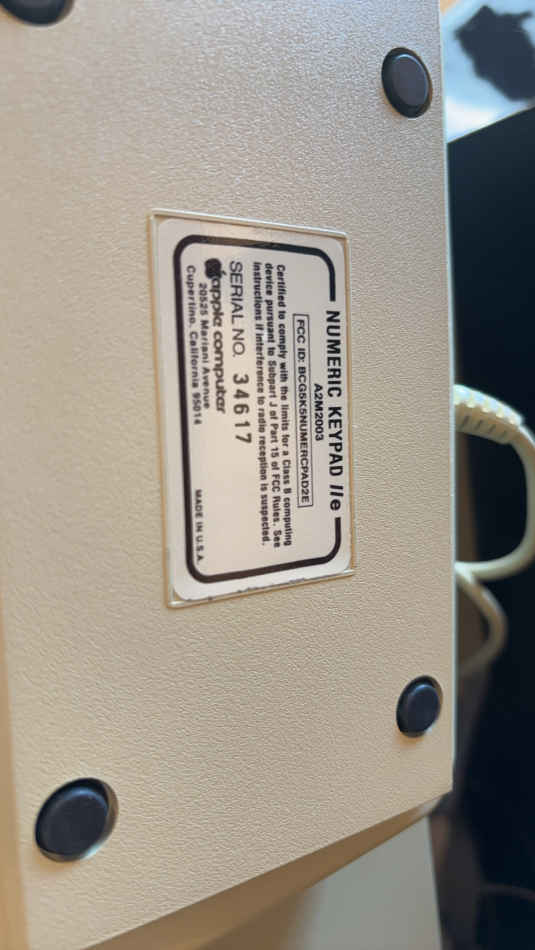 NUMERIC KEYPAD IIe
A2M2003
FCC ID: BCG5K5NUMERCPAD2E
Certified to comply with the limits for a Class B computing
device pursuant to Subpart J of Part 15 of FCC Rules. See
instructions if interference to radio reception is suspected.
SERIAL NO. 34617
apple computer
20525 Mariani Avenue
Cupertino, California 95014
MADE IN U.S.A.